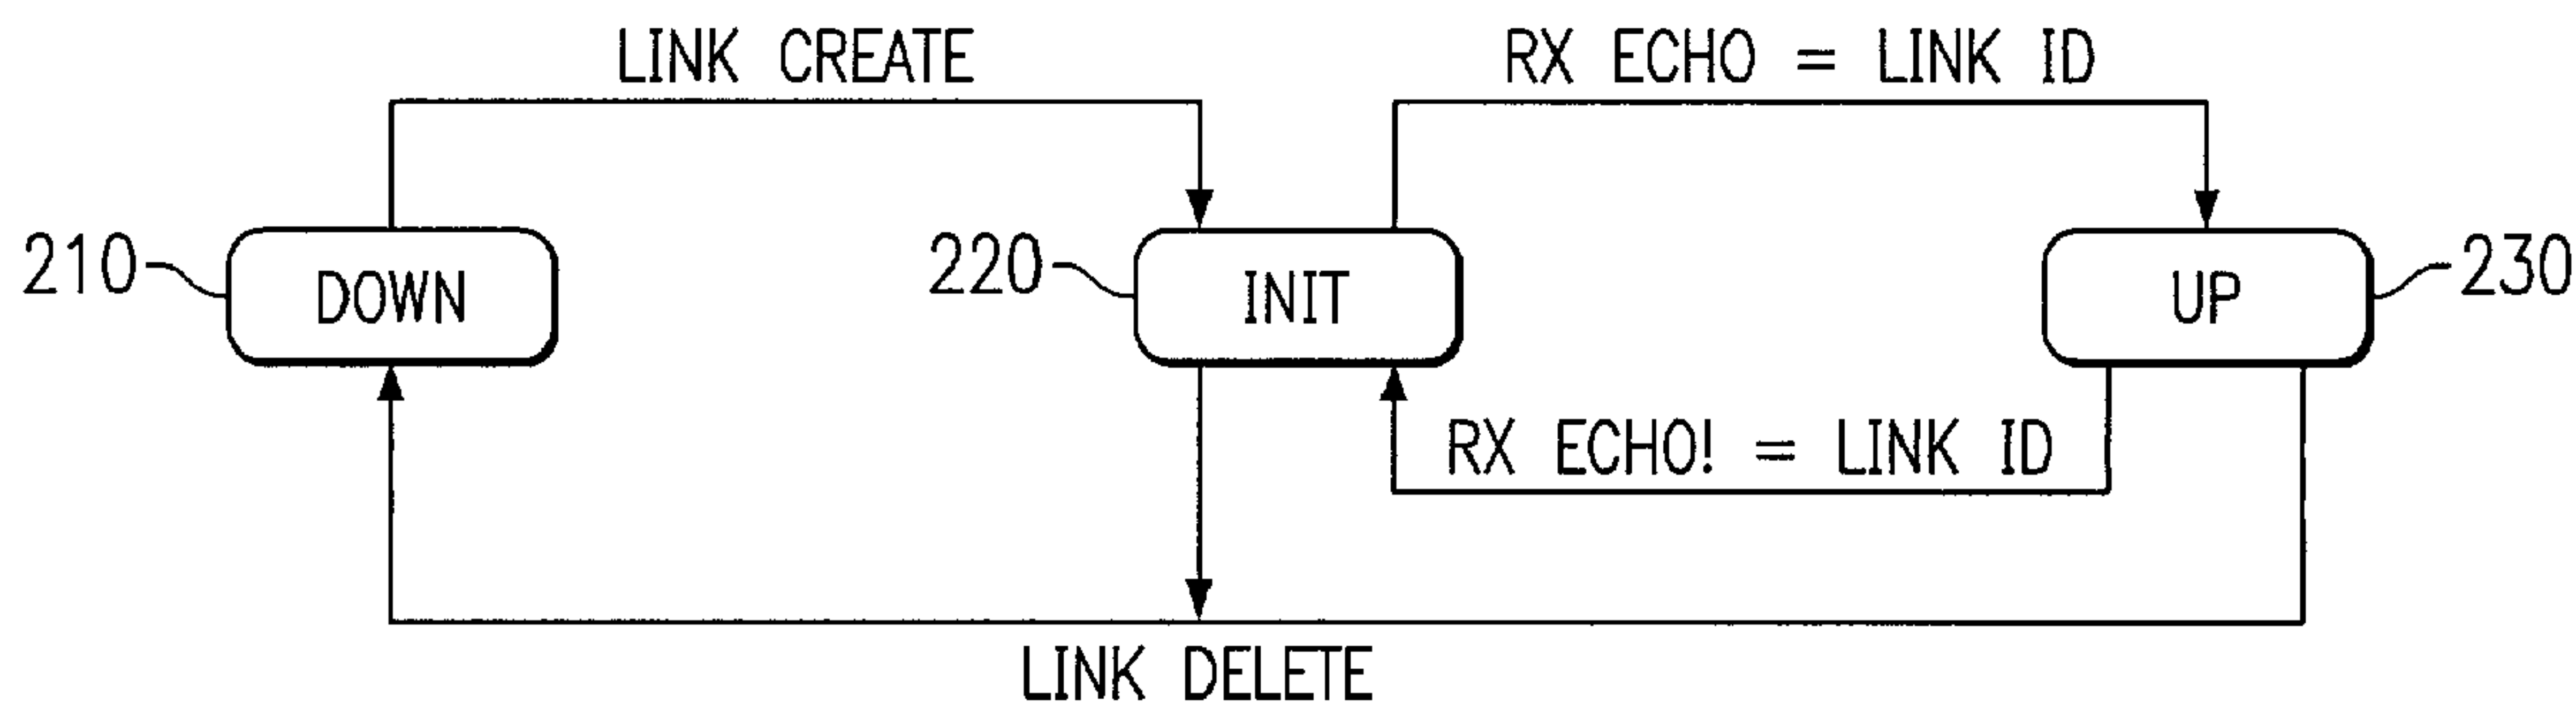 LINK CREATE
RX ECHO = LINK ID
210
DOWN
220
INIT
UP
230
RX ECHO! = LINK ID
LINK DELETE